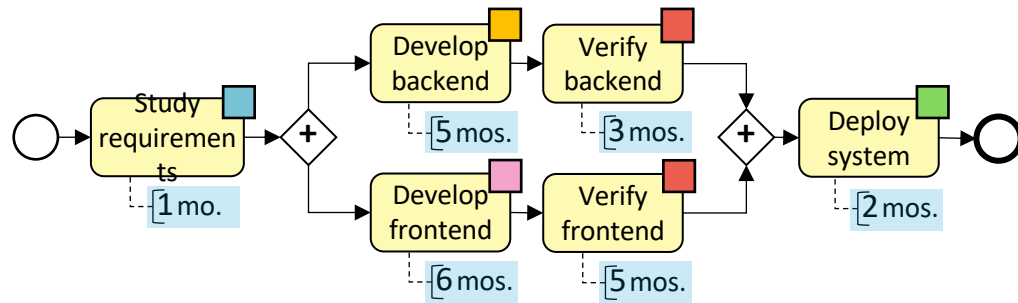 Study
requiremen
ts
1 mo.
+
Develop
backend
5 mos.
Verify
backend
3 mos.
Develop
frontend
6 mos.
Verify
frontend
5 mos.
+
Deploy
system
2 mos.